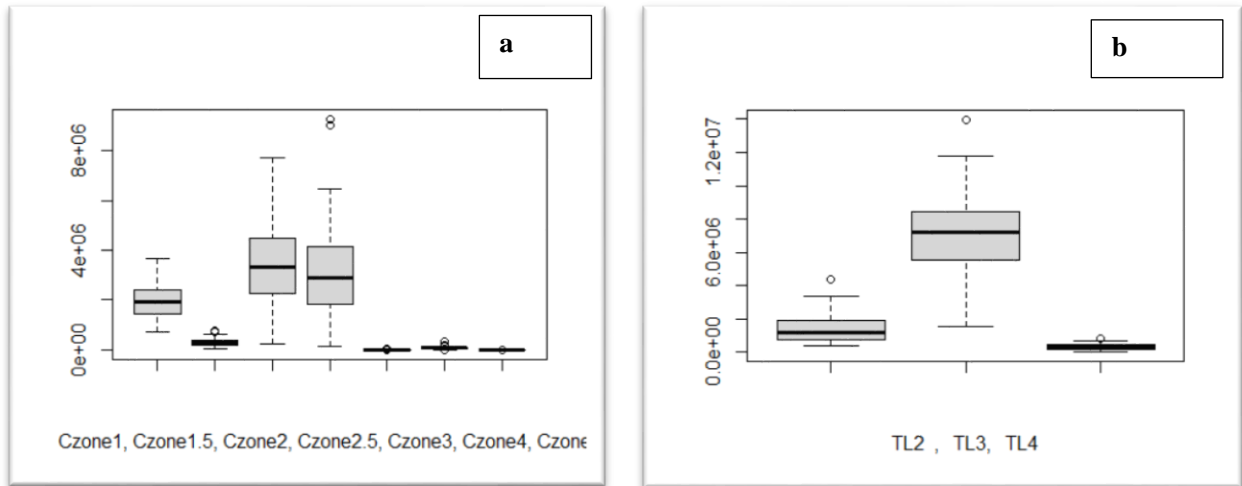 a
8e+06
4e+06
0e+00
Czone1, Czone1.5, Czone2, Czone2.5, Czone3, Czone4, Czone
b
1.2e+07
6.0e+06
0.0e+00
TL2 , TL3, TL4